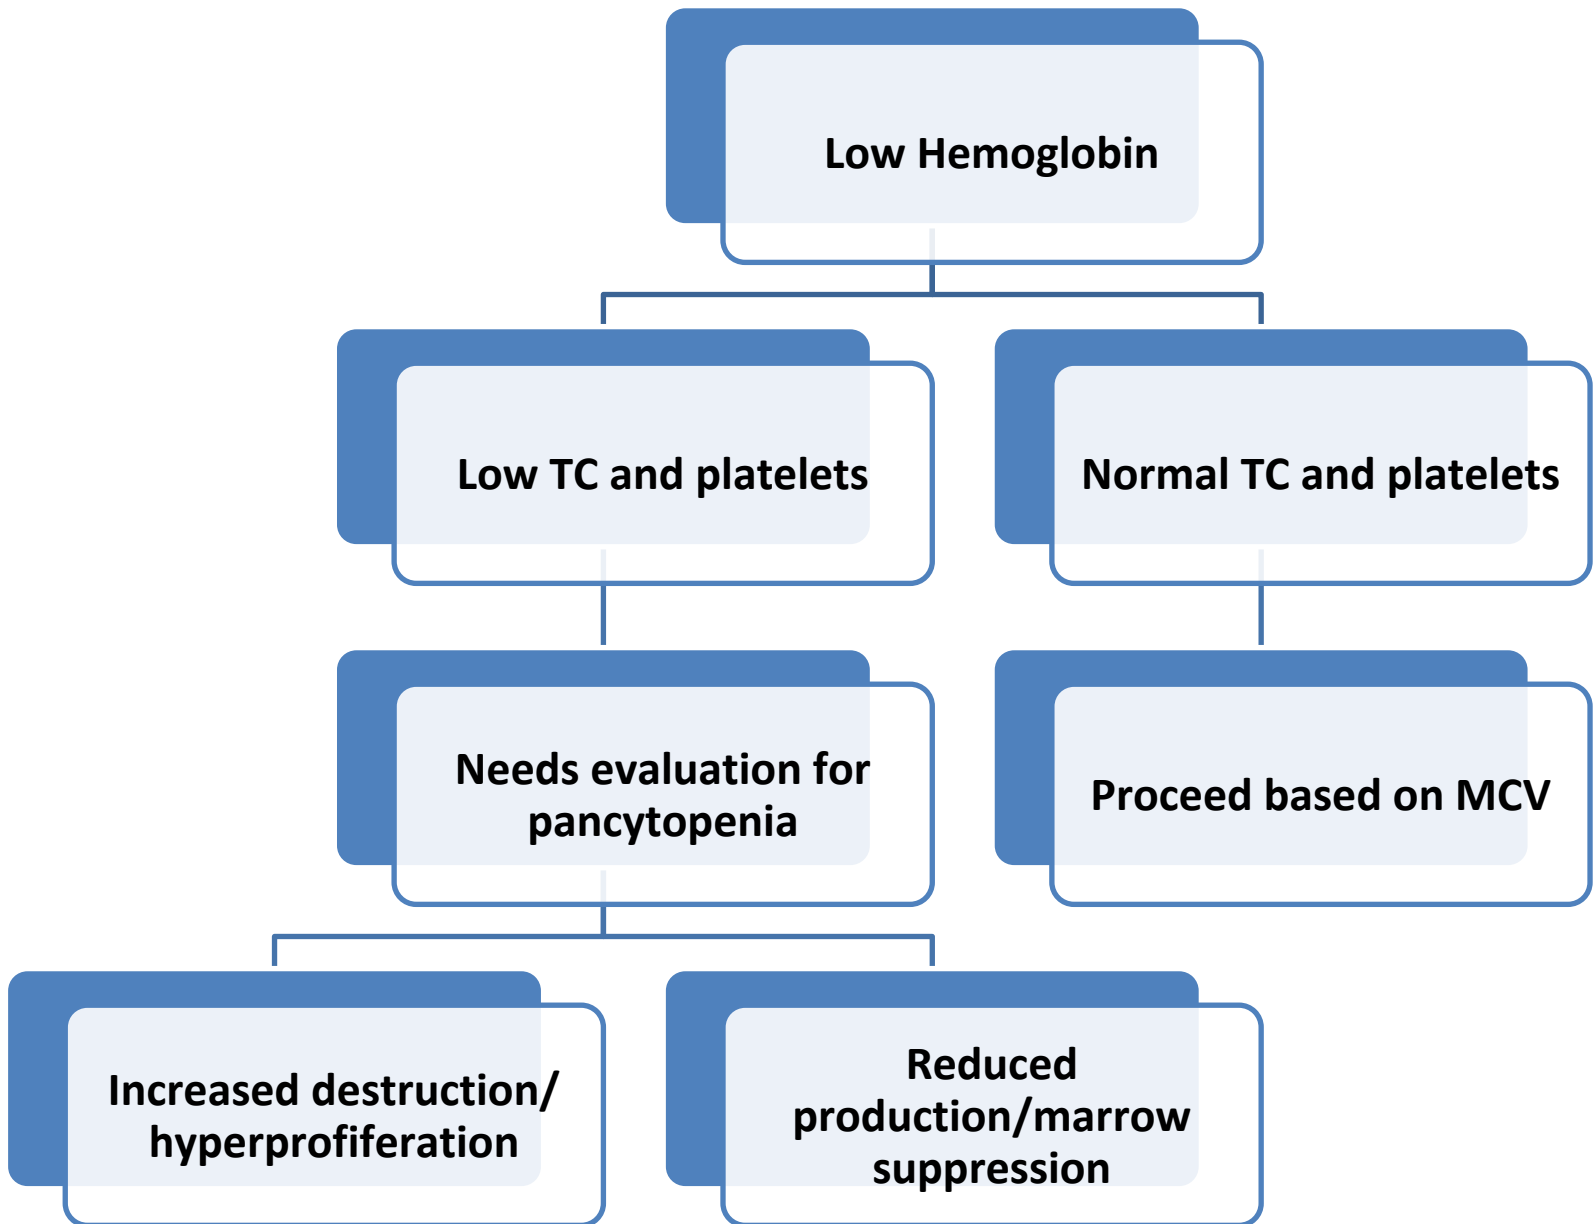 Low Hemoglobin
Low TC and platelets
Normal TC and platelets
Needs evaluation for
pancytopenia
Proceed based on MCV
Increased destruction/
hyperprofiferation
Reduced
production/marrow
suppression